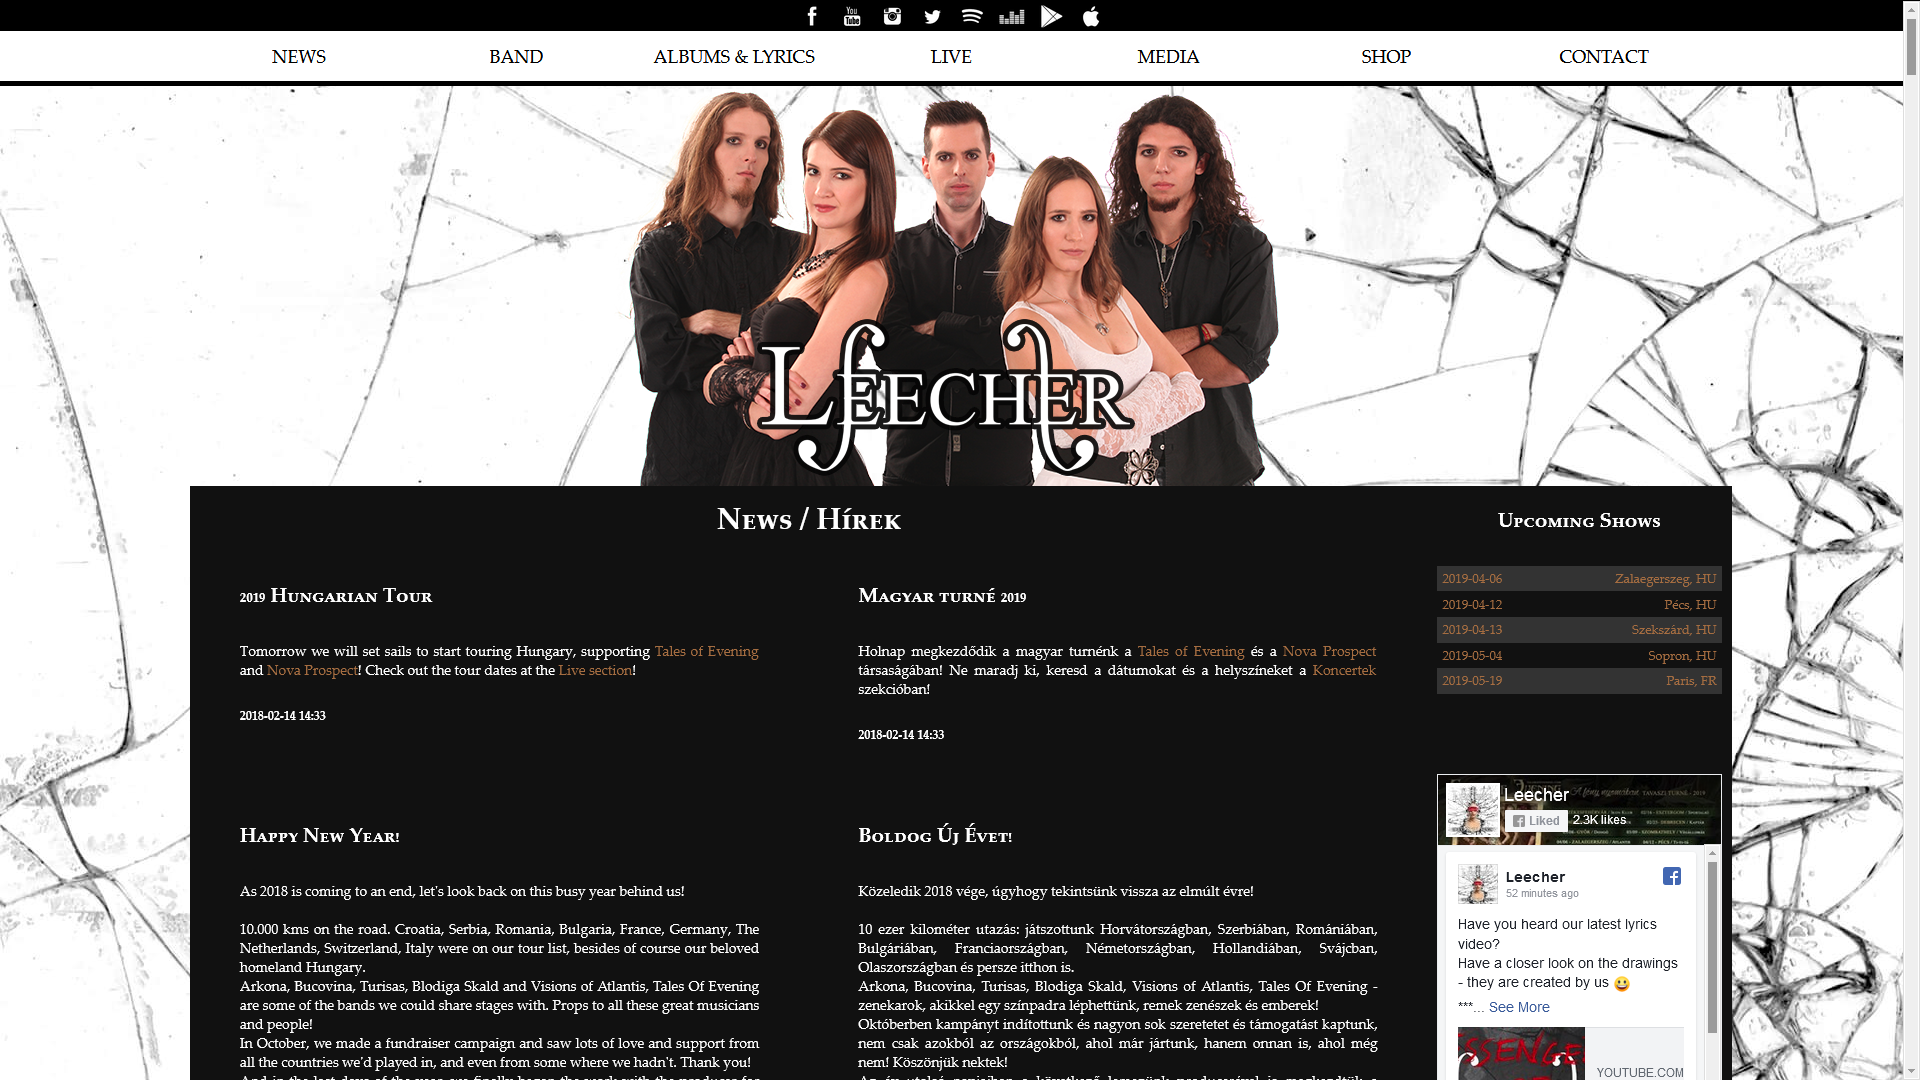 You
Tube
NEWS
BAND
ALBUMS & LYRICS
LIVE
MEDIA
SHOP
CONTACT
LEECHER
News / Hírek
2019 Hungarian Tour
Tomorrow we will set sails to start touring Hungary, supporting Tales of Evening
and Nova Prospect! Check out the tour dates at the Live section!
2018-02-14 14:33
Magyar turné 2019
Holnap megkezdődik a magyar turnénk a Tales of Evening és a Nova Prospect
társaságában! Ne maradj ki, keresd a dátumokat és a helyszíneket a Koncertek
szekcióban!
2018-02-14 14:33
Happy New Year!
As 2018 is coming to an end, let's look back on this busy year behind us!
10.000 kms on the road. Croatia, Serbia, Romania, Bulgaria, France, Germany, The
Netherlands, Switzerland, Italy were on our tour list, besides of course our beloved
homeland Hungary.
Arkona, Bucovina, Turisas, Blodiga Skald and Visions of Atlantis, Tales Of Evening
are some of the bands we could share stages with. Props to all these great musicians
and people!
In October, we made a fundraiser campaign and saw lots of love and support from
all the countries we'd played in, and even from some where we hadn't. Thank you!
Boldog Új Évet!
Közeledik 2018 vége, úgyhogy tekintsünk vissza az elmúlt évre!
10 ezer kilométer utazás: játszottunk Horvátországban, Szerbiában, Romániában,
Bulgáriában, Franciaországban, Németországban, Hollandiában, Svájcban,
Olaszországban és persze itthon is.
Arkona, Bucovina, Turisas, Blodiga Skald, Visions of Atlantis, Tales Of Evening -
zenekarok, akikkel egy színpadra léphettünk, remek zenészek és emberek!
Októberben kampányt indítottunk és nagyon sok szeretetet és támogatást kaptunk,
nem csak azokból az országokból, ahol már jártunk, hanem onnan is, ahol még
nem! Köszönjük nektek!
Upcoming Shows
2019-04-06 Zalaegerszeg, HU
2019-04-12 Pécs, HU
2019-04-13 Szekszárd, HU
2019-05-04 Sopron, HU
2019-05-19 Paris, FR
Leecher
Liked 2.3K likes
Leecher
52 minutes ago
Have you heard our latest lyrics
video?
Have a closer look on the drawings
- they are created by us 😀
***... See More
YOUTUBE.COM